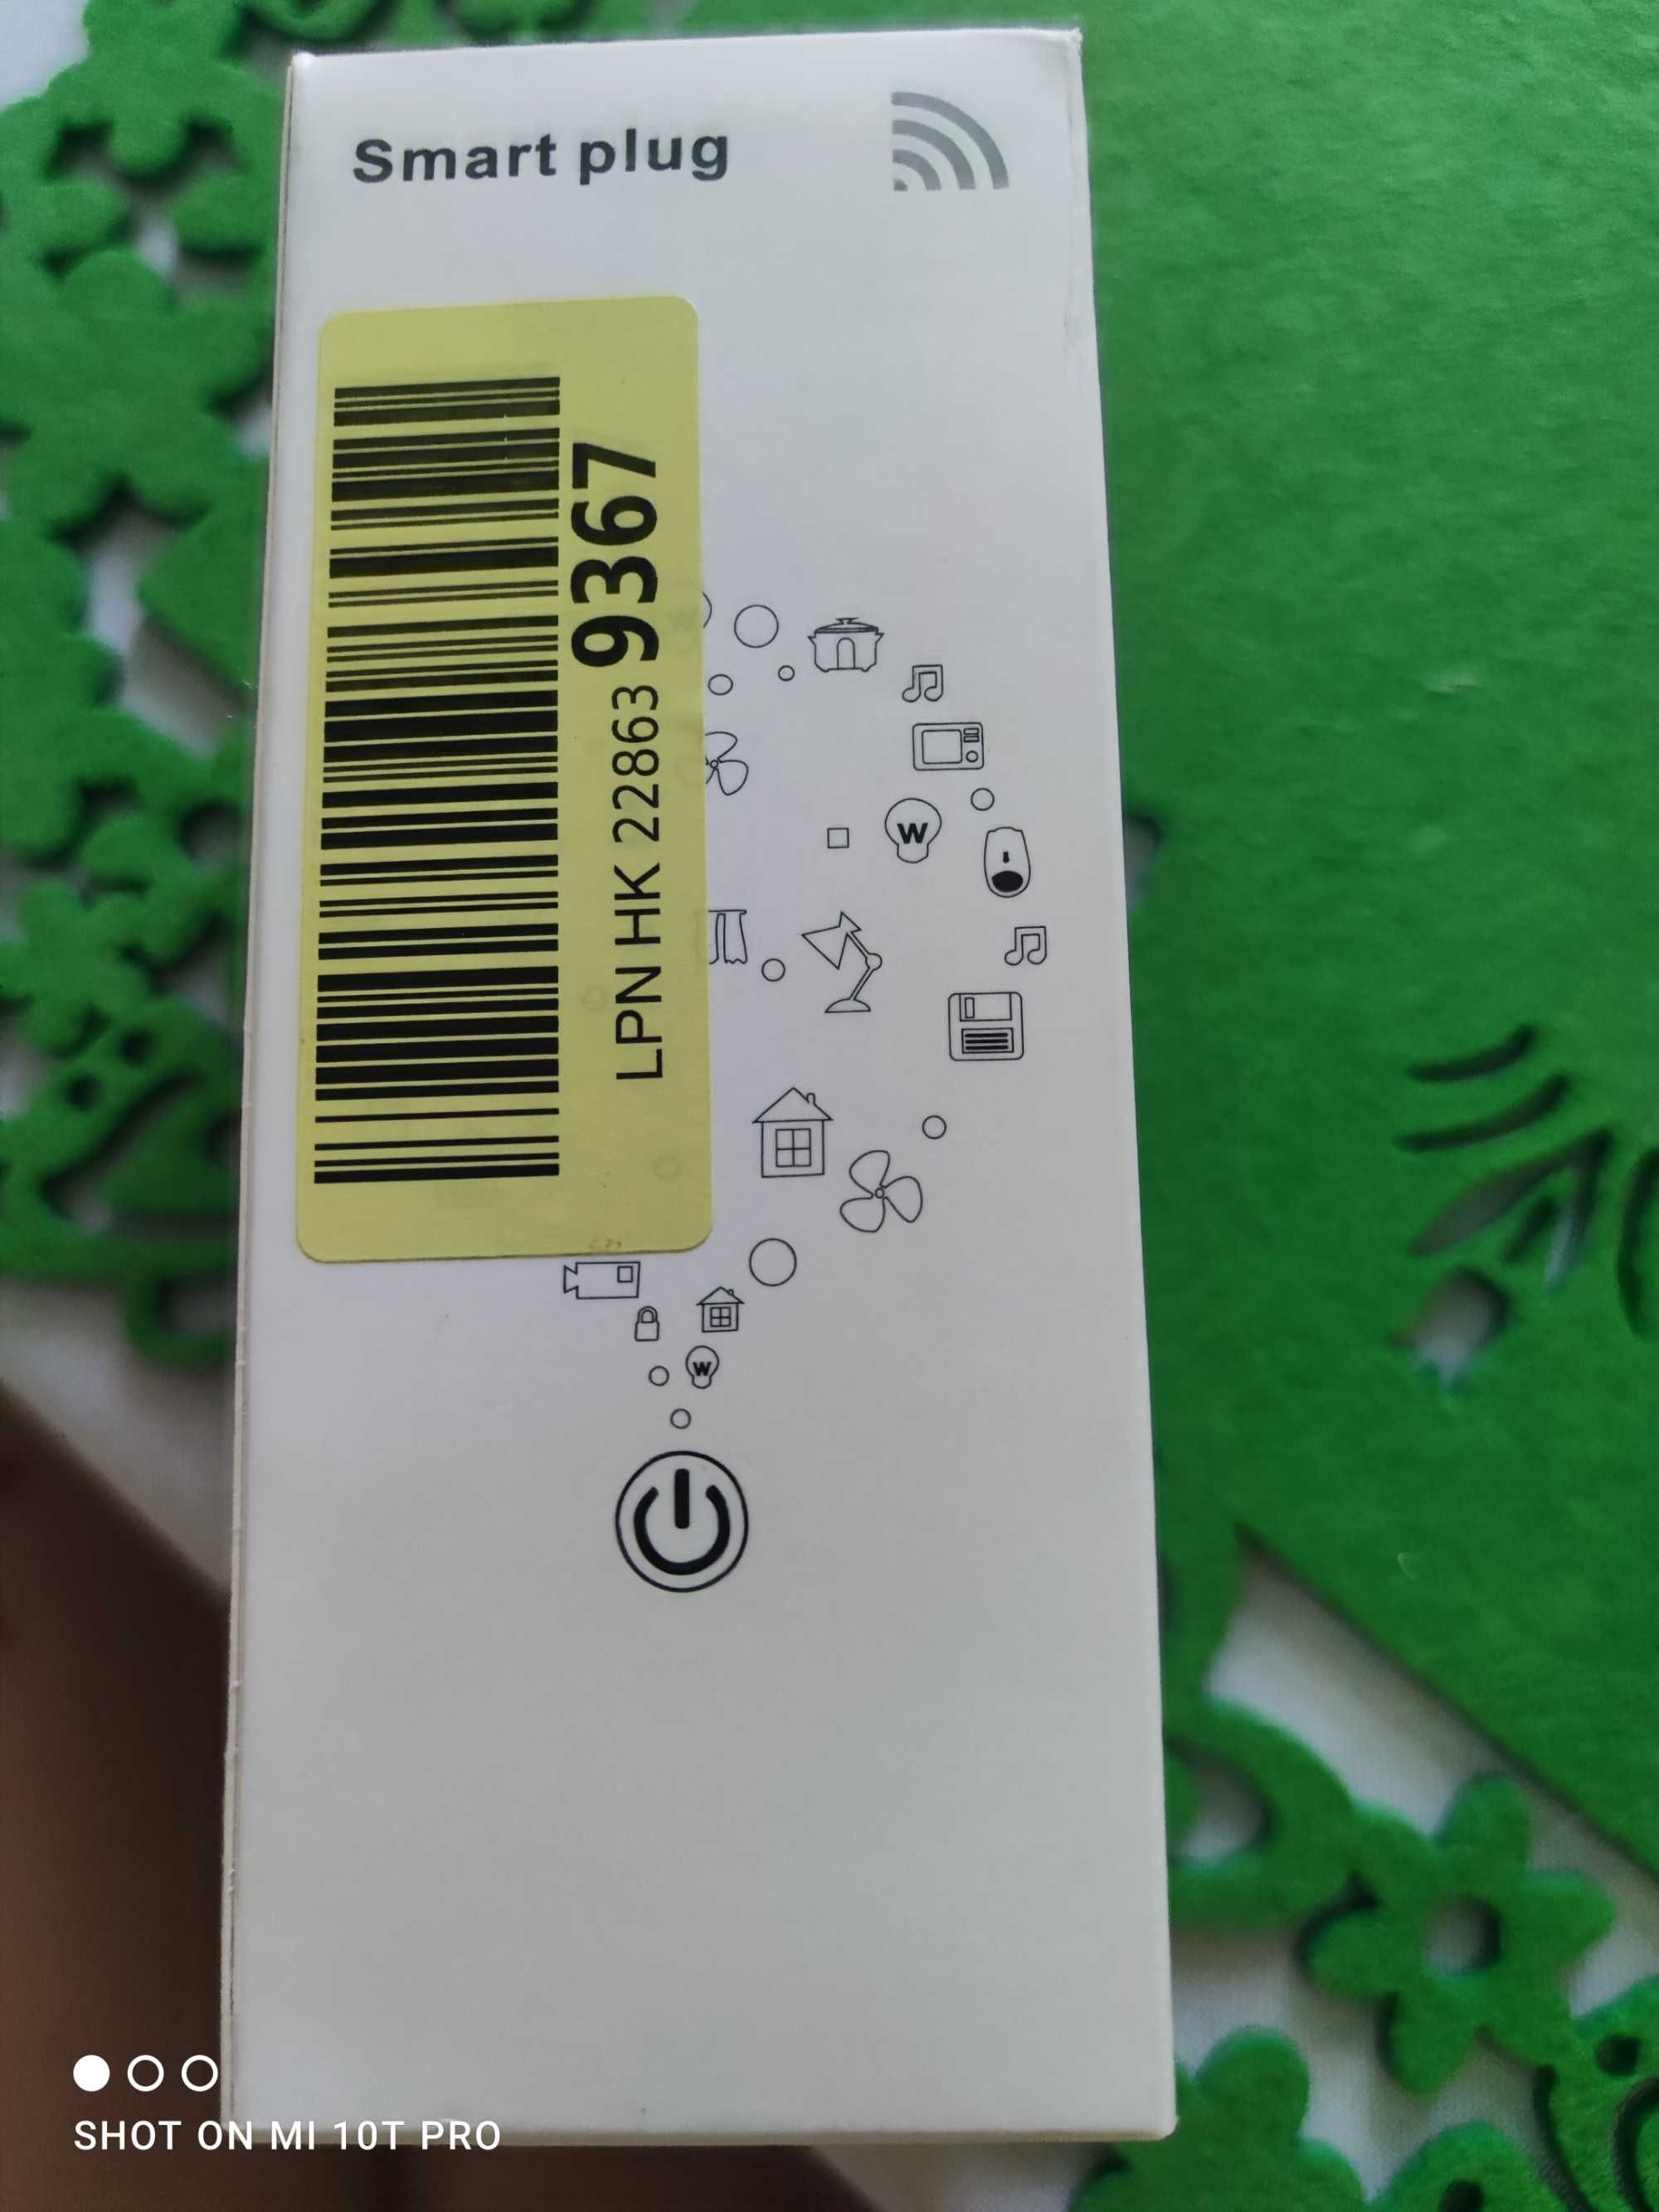 Smart plug
LPN HK 22863 9367
W
W
SHOT ON MI 10T PRO